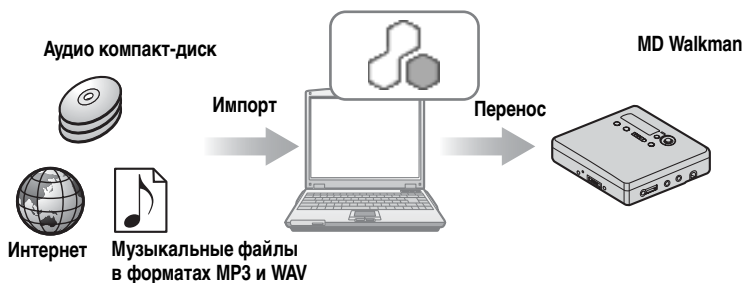 Аудио компакт-диск
MD Walkman
Импорт
Перенос
Интернет
Музыкальные файлы
в форматах MP3 и WAV